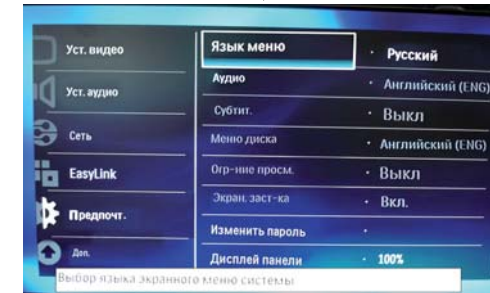 Уст. видео
Уст. аудио
Сеть
EasyLink
Предпочт.
Доп.
Язык меню · Русский
Аудио · Английский (ENG)
Субтит. · Выкл
Меню диска · Английский (ENG)
Огр-ние просм. · Выкл
Экран. заст-ка · Вкл.
Изменить пароль ·
Дисплей панели · 100%
Выбор языка экранного меню системы